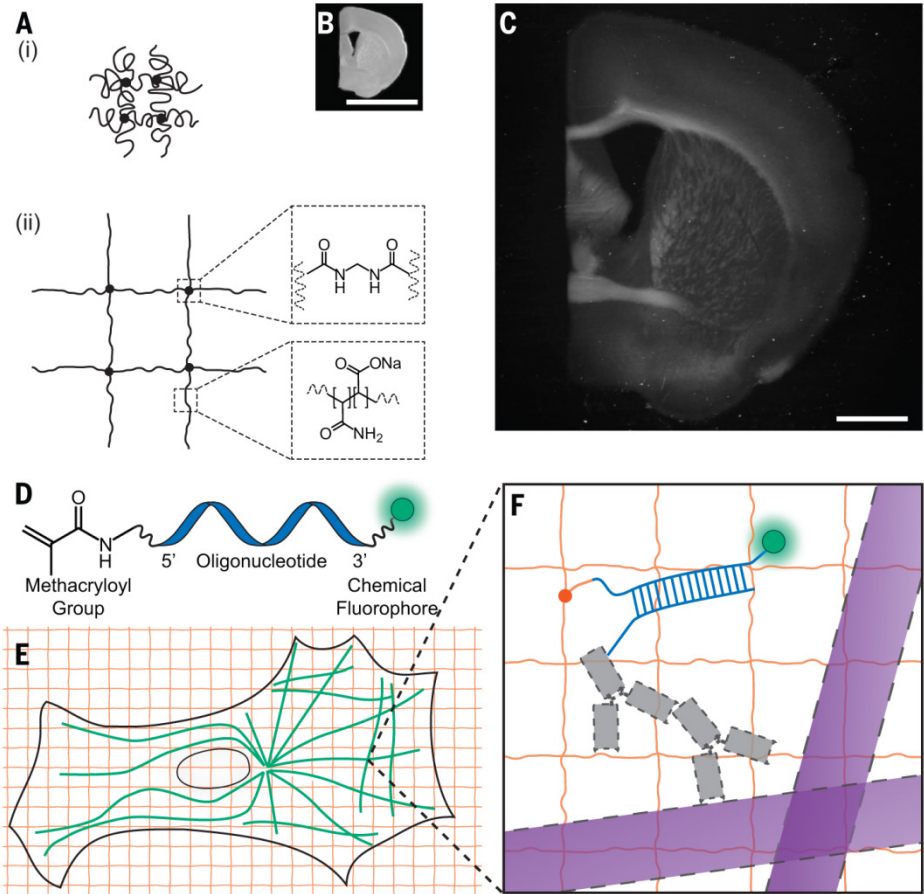 A
(i)
B
C
(ii)
O
O
N
H
N
H
ONa
O
O
NH2
D
O
N
H
5’
Oligonucleotide
3’
Methacryloyl
Group
Chemical
Fluorophore
E
F